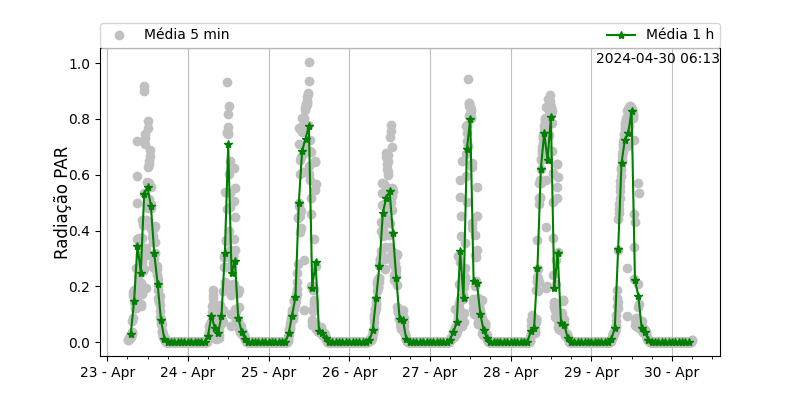 Média 5 min
Média 1 h
2024-04-30 06:13
Radiação PAR
1.0
0.8
0.6
0.4
0.2
0.0
23 - Apr
24 - Apr
25 - Apr
26 - Apr
27 - Apr
28 - Apr
29 - Apr
30 - Apr